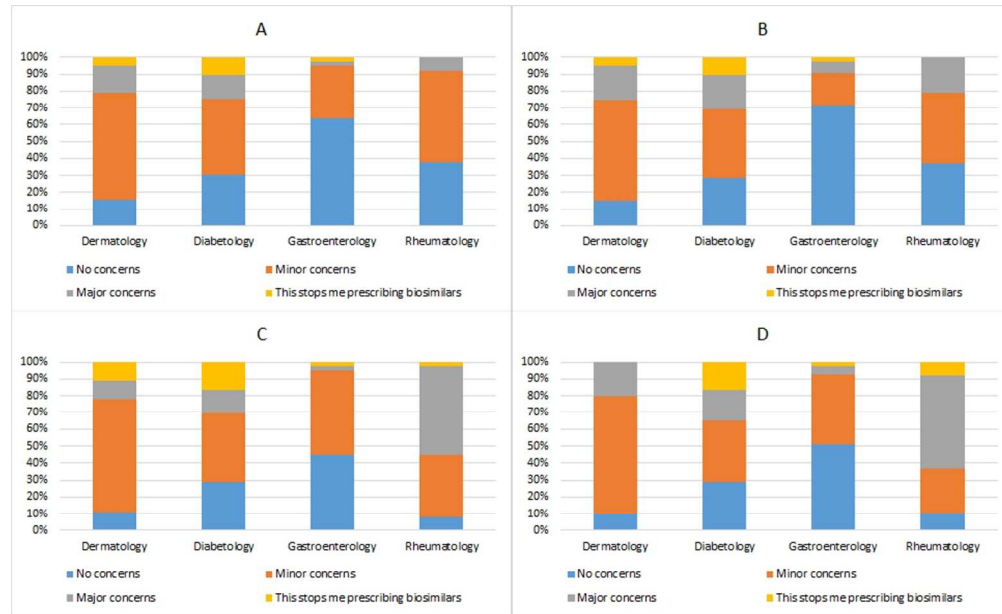 A
100%
90%
80%
70%
60%
50%
40%
30%
20%
10%
0%
Dermatology Diabetology Gastroenterology Rheumatology
No concerns Minor concerns
Major concerns This stops me prescribing biosimilars
B
100%
90%
80%
70%
60%
50%
40%
30%
20%
10%
0%
Dermatology Diabetology Gastroenterology Rheumatology
No concerns Minor concerns
Major concerns This stops me prescribing biosimilars
C
100%
90%
80%
70%
60%
50%
40%
30%
20%
10%
0%
Dermatology Diabetology Gastroenterology Rheumatology
No concerns Minor concerns
Major concerns This stops me prescribing biosimilars
D
100%
90%
80%
70%
60%
50%
40%
30%
20%
10%
0%
Dermatology Diabetology Gastroenterology Rheumatology
No concerns Minor concerns
Major concerns This stops me prescribing biosimilars